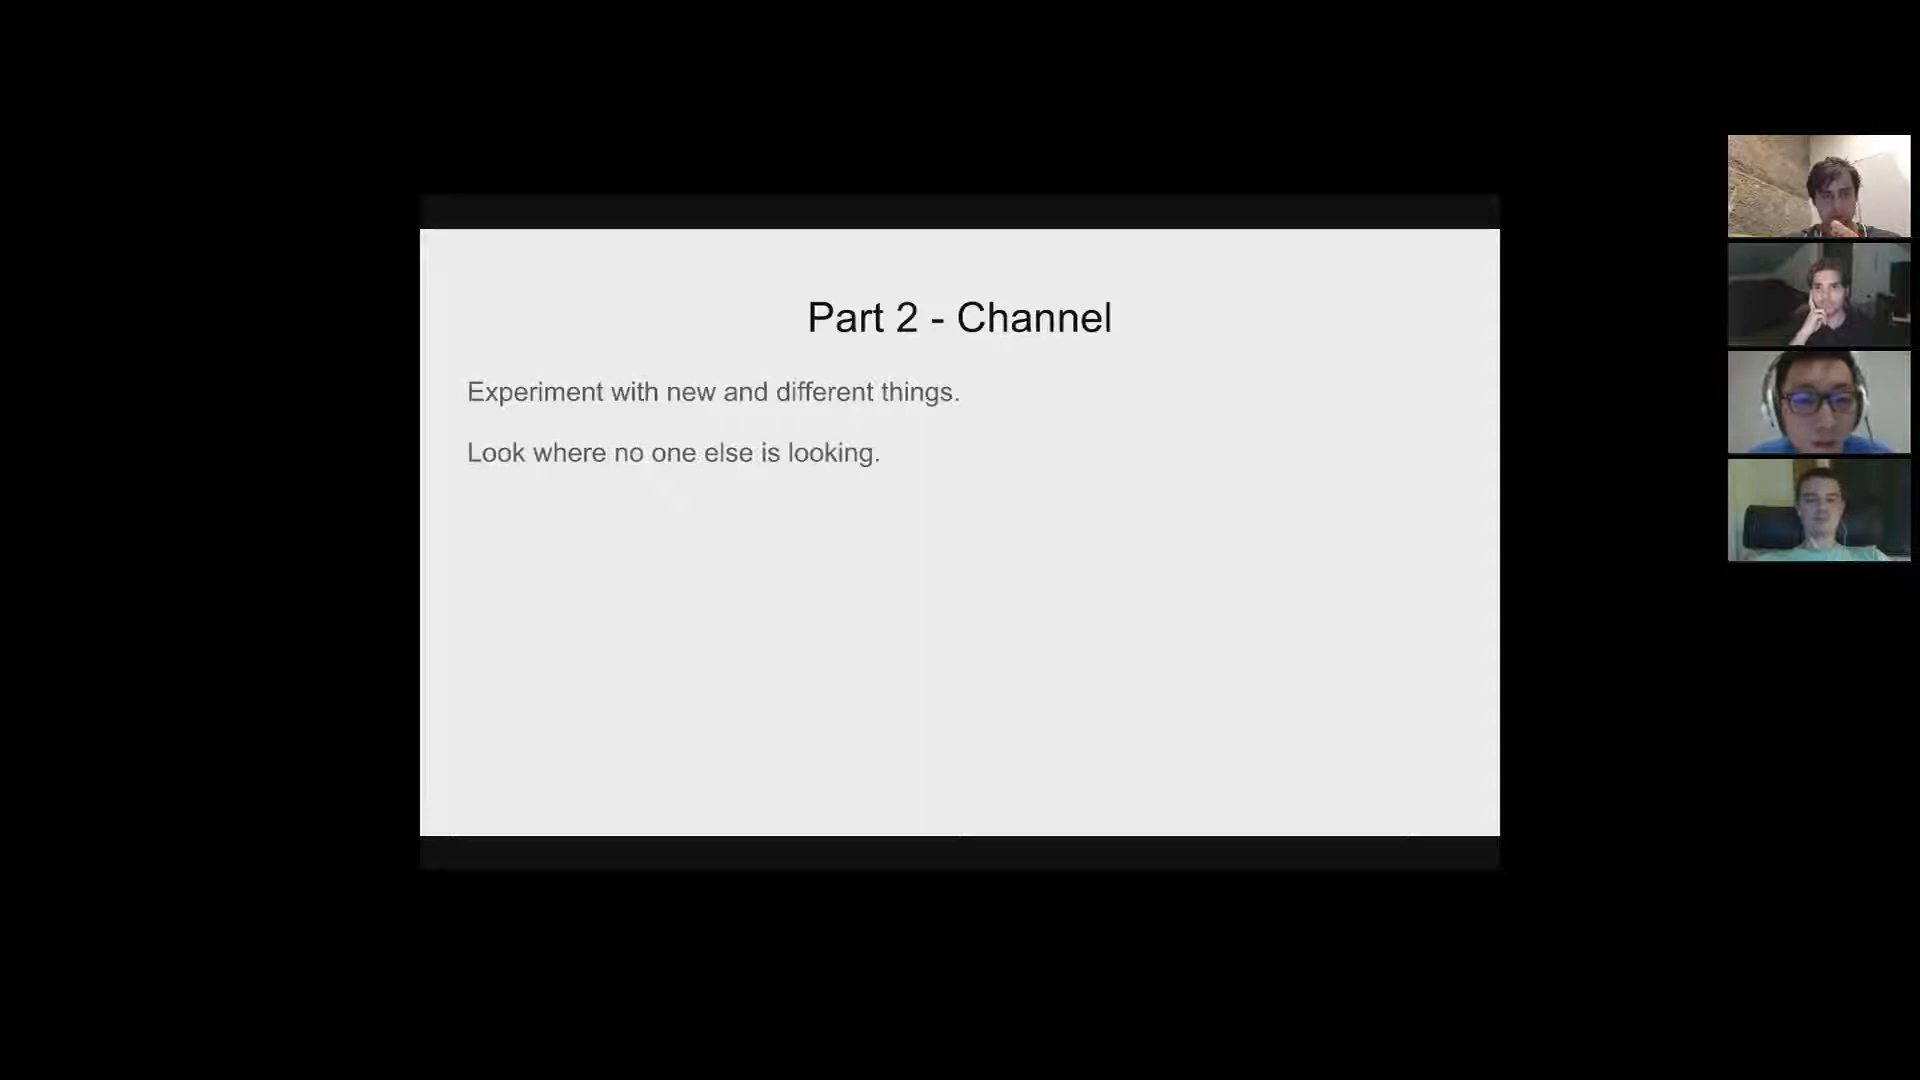 Part 2 - Channel
Experiment with new and different things.
Look where no one else is looking.